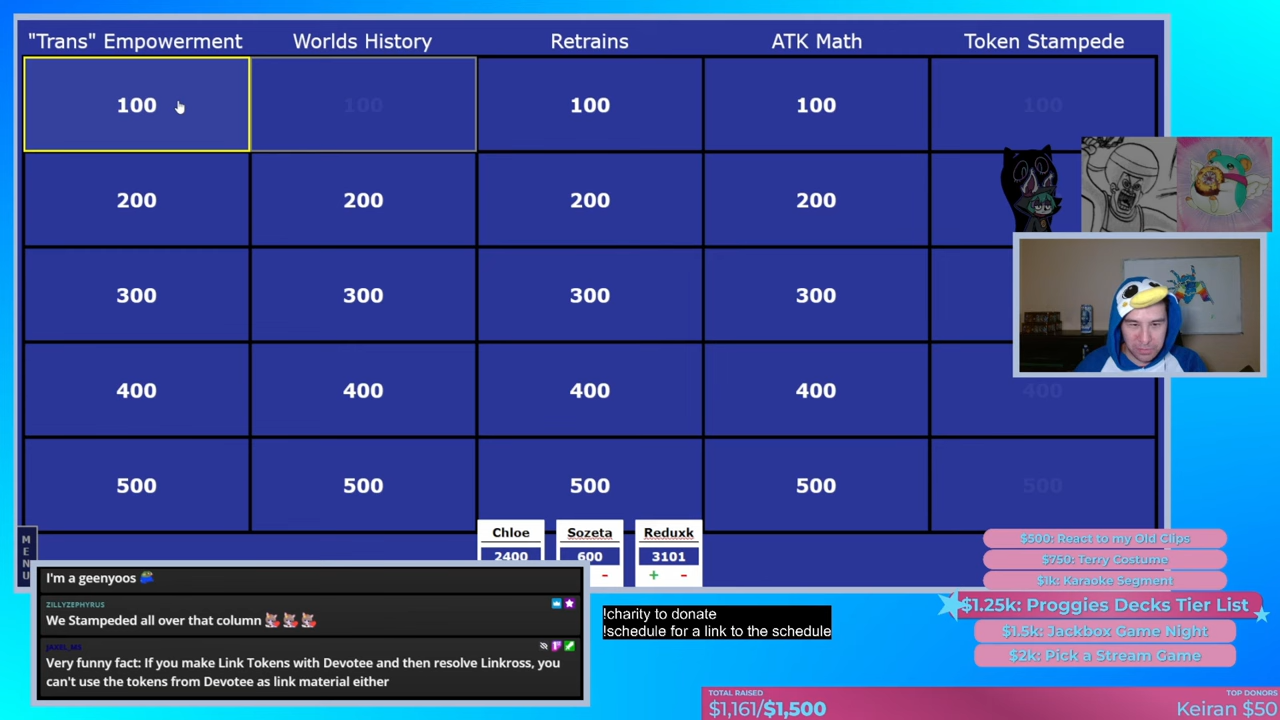 "Trans" Empowerment
Worlds History
Retrains
ATK Math
Token Stampede
100
100
100
100
100
200
200
200
200
300
300
300
300
400
400
400
400
400
500
500
500
500
500
MENU
Chloe
Sozeta
Reduxk
2400
600
3101
-
+
-
I'm a geenyoos
ZILLYZEPHYRUS
We Stampeded all over that column
Very funny fact: If you make Link Tokens with Devotee and then resolve Linkross, you
can't use the tokens from Devotee as link material either
!charity to donate
!schedule for a link to the schedule
$500: React to my Old Clips
$750: Terry Costume
$1k: Karaoke Segment
$1.25k: Proggies Decks Tier List
$1.5k: Jackbox Game Night
$2k: Pick a Stream Game
TOTAL RAISED
$1,161/$1,500
TOP DONORS
Keiran $50